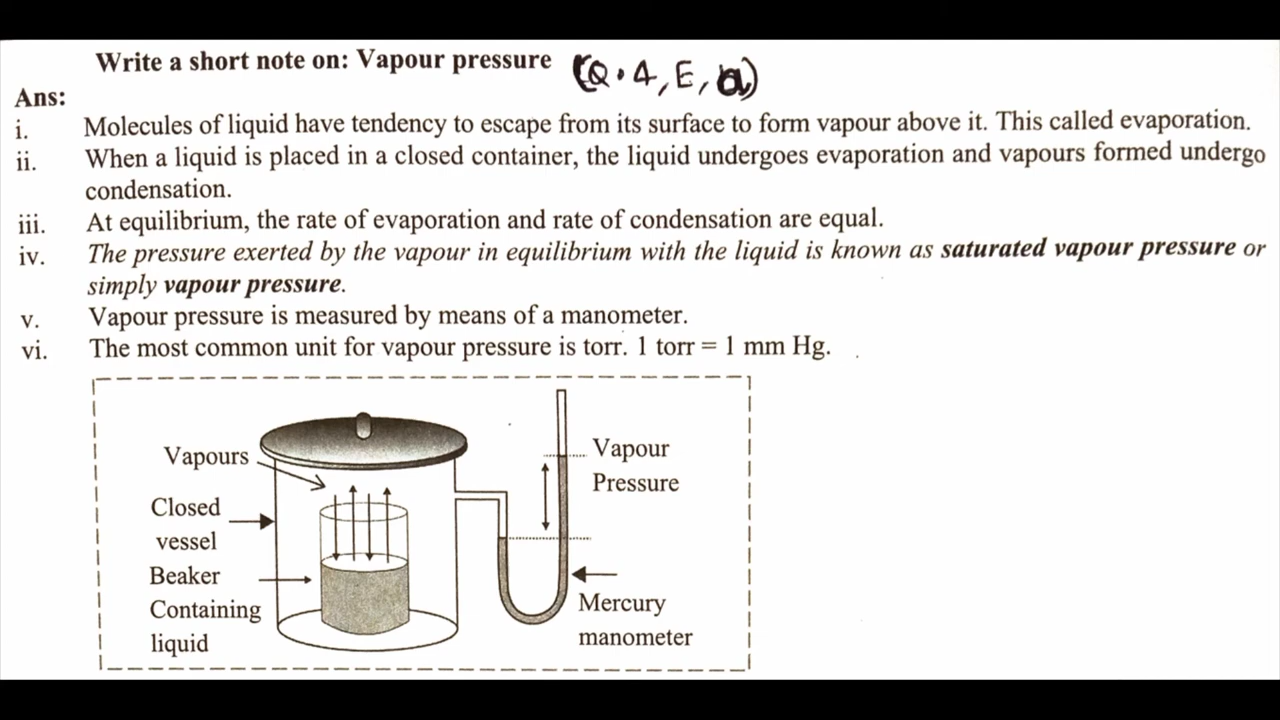 Write a short note on: Vapour pressure (Q.4, E, a)
Ans:
i. Molecules of liquid have tendency to escape from its surface to form vapour above it. This called evaporation.
ii. When a liquid is placed in a closed container, the liquid undergoes evaporation and vapours formed undergo
condensation.
iii. At equilibrium, the rate of evaporation and rate of condensation are equal.
iv. The pressure exerted by the vapour in equilibrium with the liquid is known as saturated vapour pressure or
simply vapour pressure.
v. Vapour pressure is measured by means of a manometer.
vi. The most common unit for vapour pressure is torr. 1 torr = 1 mm Hg.
Vapours
Closed
vessel
Beaker
Containing
liquid
Vapour
Pressure
Mercury
manometer